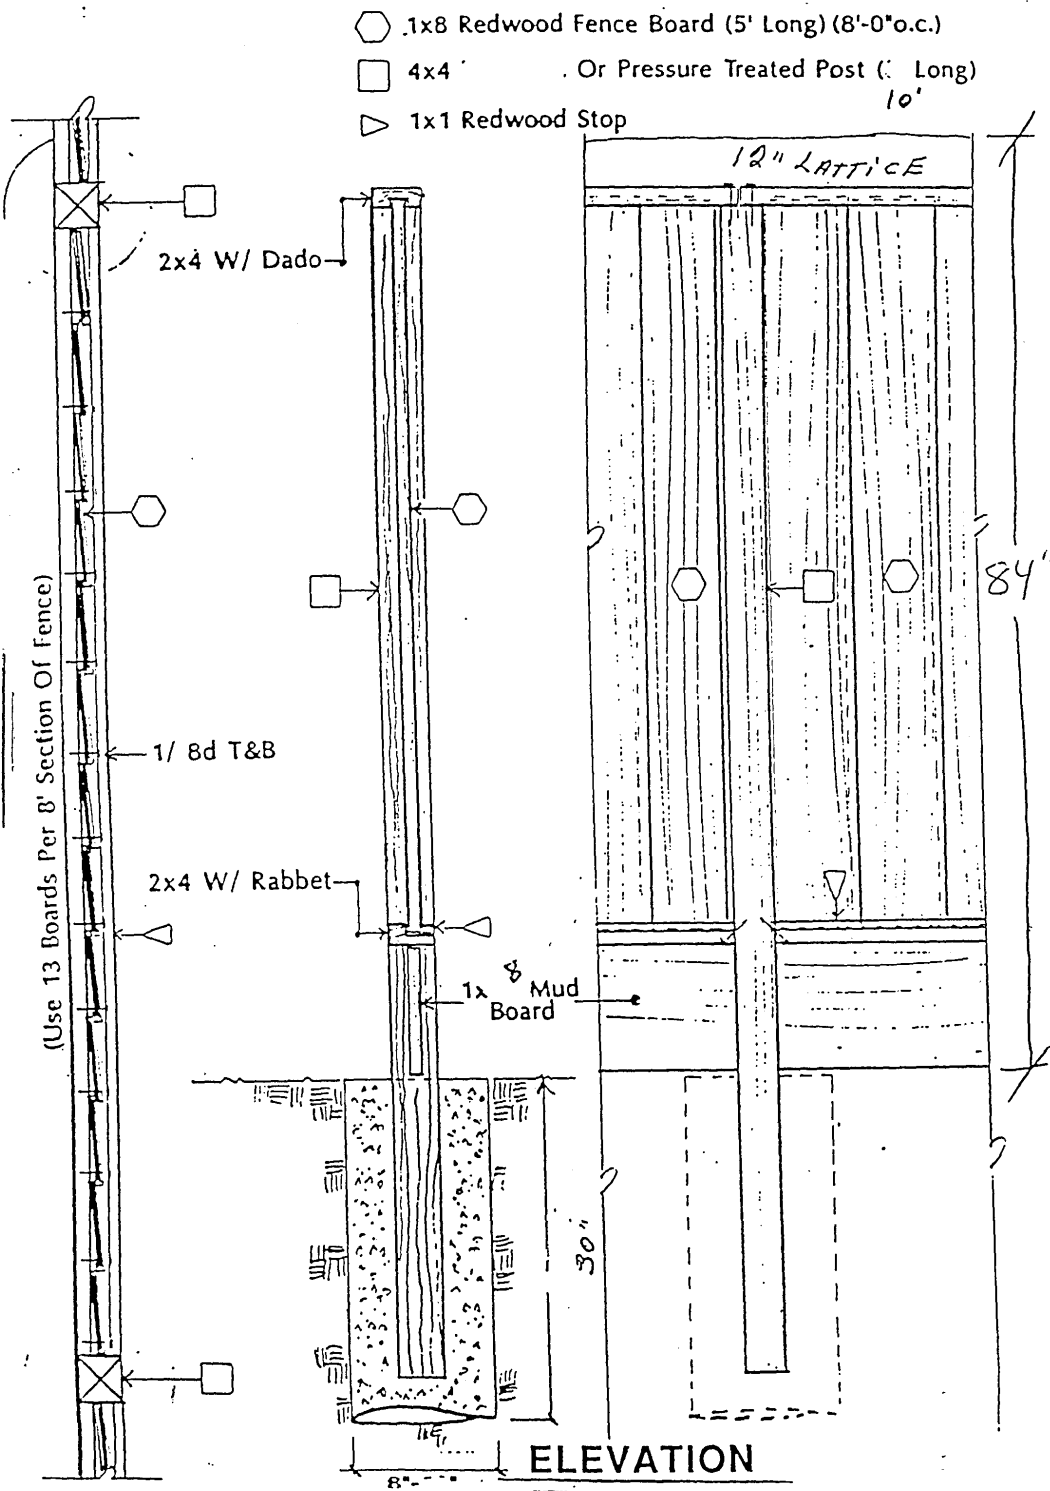 1x8 Redwood Fence Board (5' Long) (8'-0"o.c.)
4x4 Or Pressure Treated Post ( Long)
10'
1x1 Redwood Stop
12" LATTICE
2x4 W/ Dado
84"
(Use 13 Boards Per 8' Section Of Fence)
1/ 8d T&B
2x4 W/ Rabbet
1x 8 Mud
Board
30"
ELEVATION
8"-